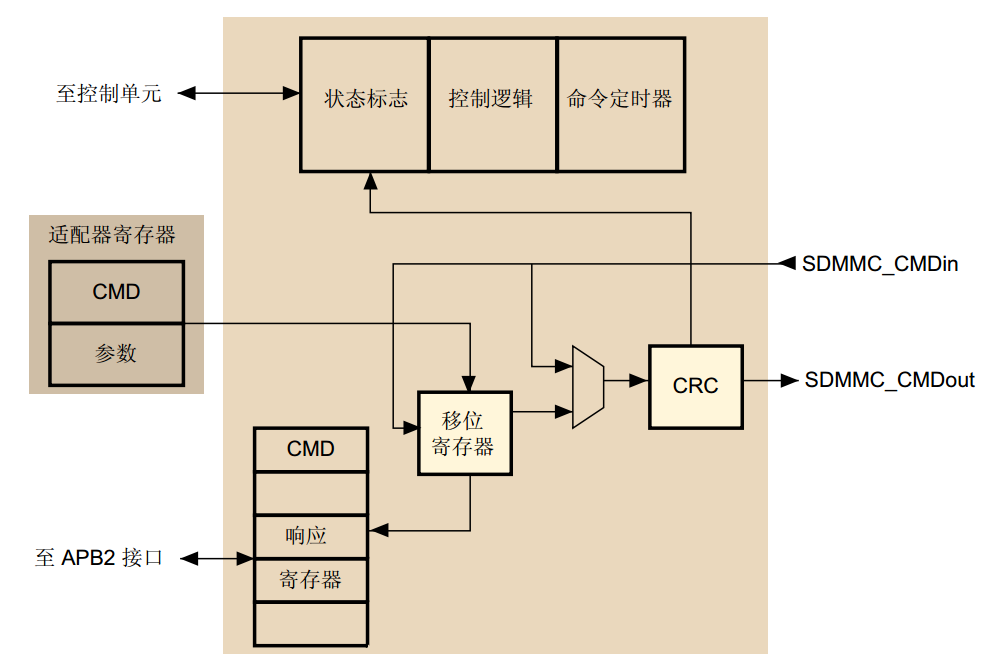 至控制单元
状态标志
控制逻辑
命令定时器
适配器寄存器
CMD
参数
SDMMC_CMDin
SDMMC_CMDout
CRC
移位
寄存器
CMD
响应
寄存器
至 APB2 接口